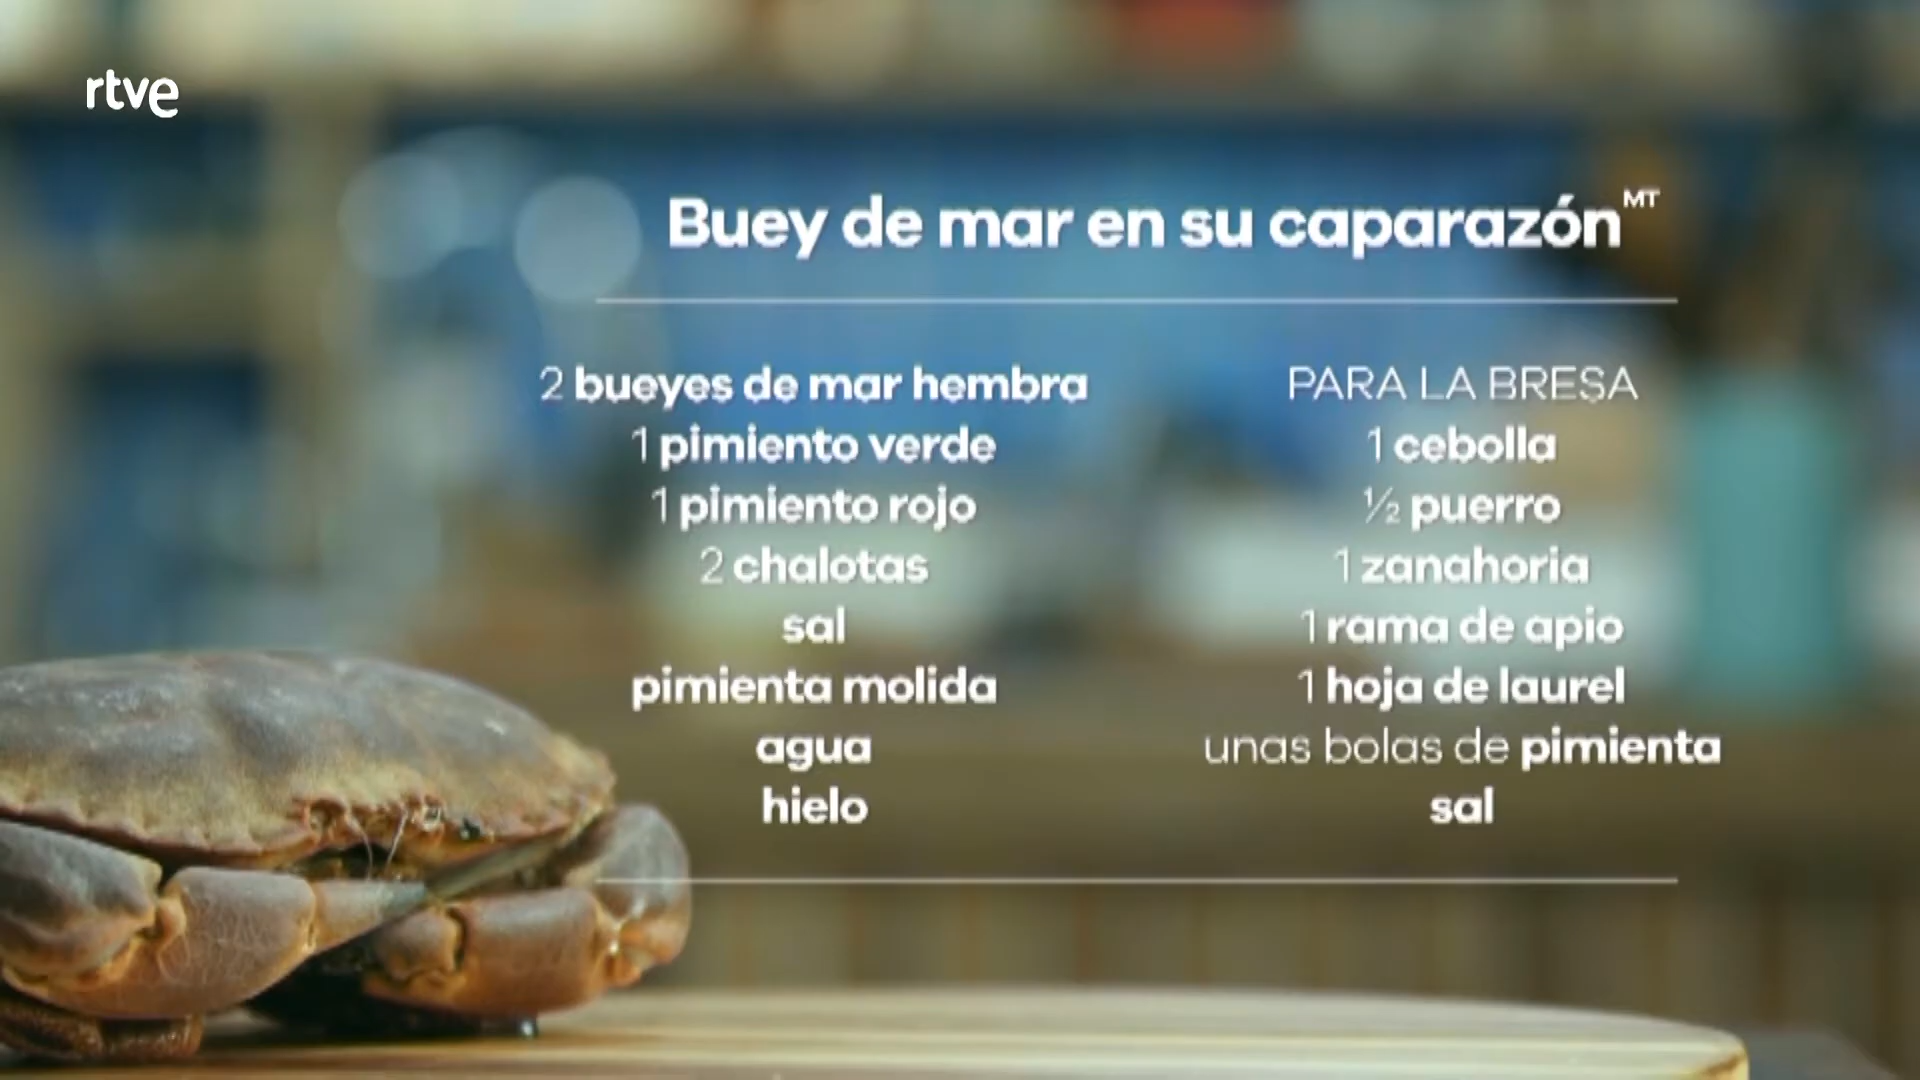 rtve
Buey de mar en su caparazón MT
2 bueyes de mar hembra
1 pimiento verde
1 pimiento rojo
2 chalotas
sal
pimienta molida
agua
hielo
PARA LA BRESA
1 cebolla
½ puerro
1 zanahoria
1 rama de apio
1 hoja de laurel
unas bolas de pimienta
sal